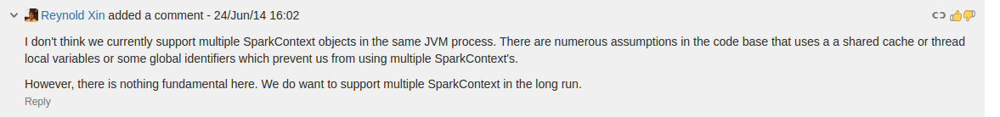 Reynold Xin added a comment - 24/Jun/14 16:02
I don't think we currently support multiple SparkContext objects in the same JVM process. There are numerous assumptions in the code base that uses a a shared cache or thread
local variables or some global identifiers which prevent us from using multiple SparkContext's.
However, there is nothing fundamental here. We do want to support multiple SparkContext in the long run.
Reply